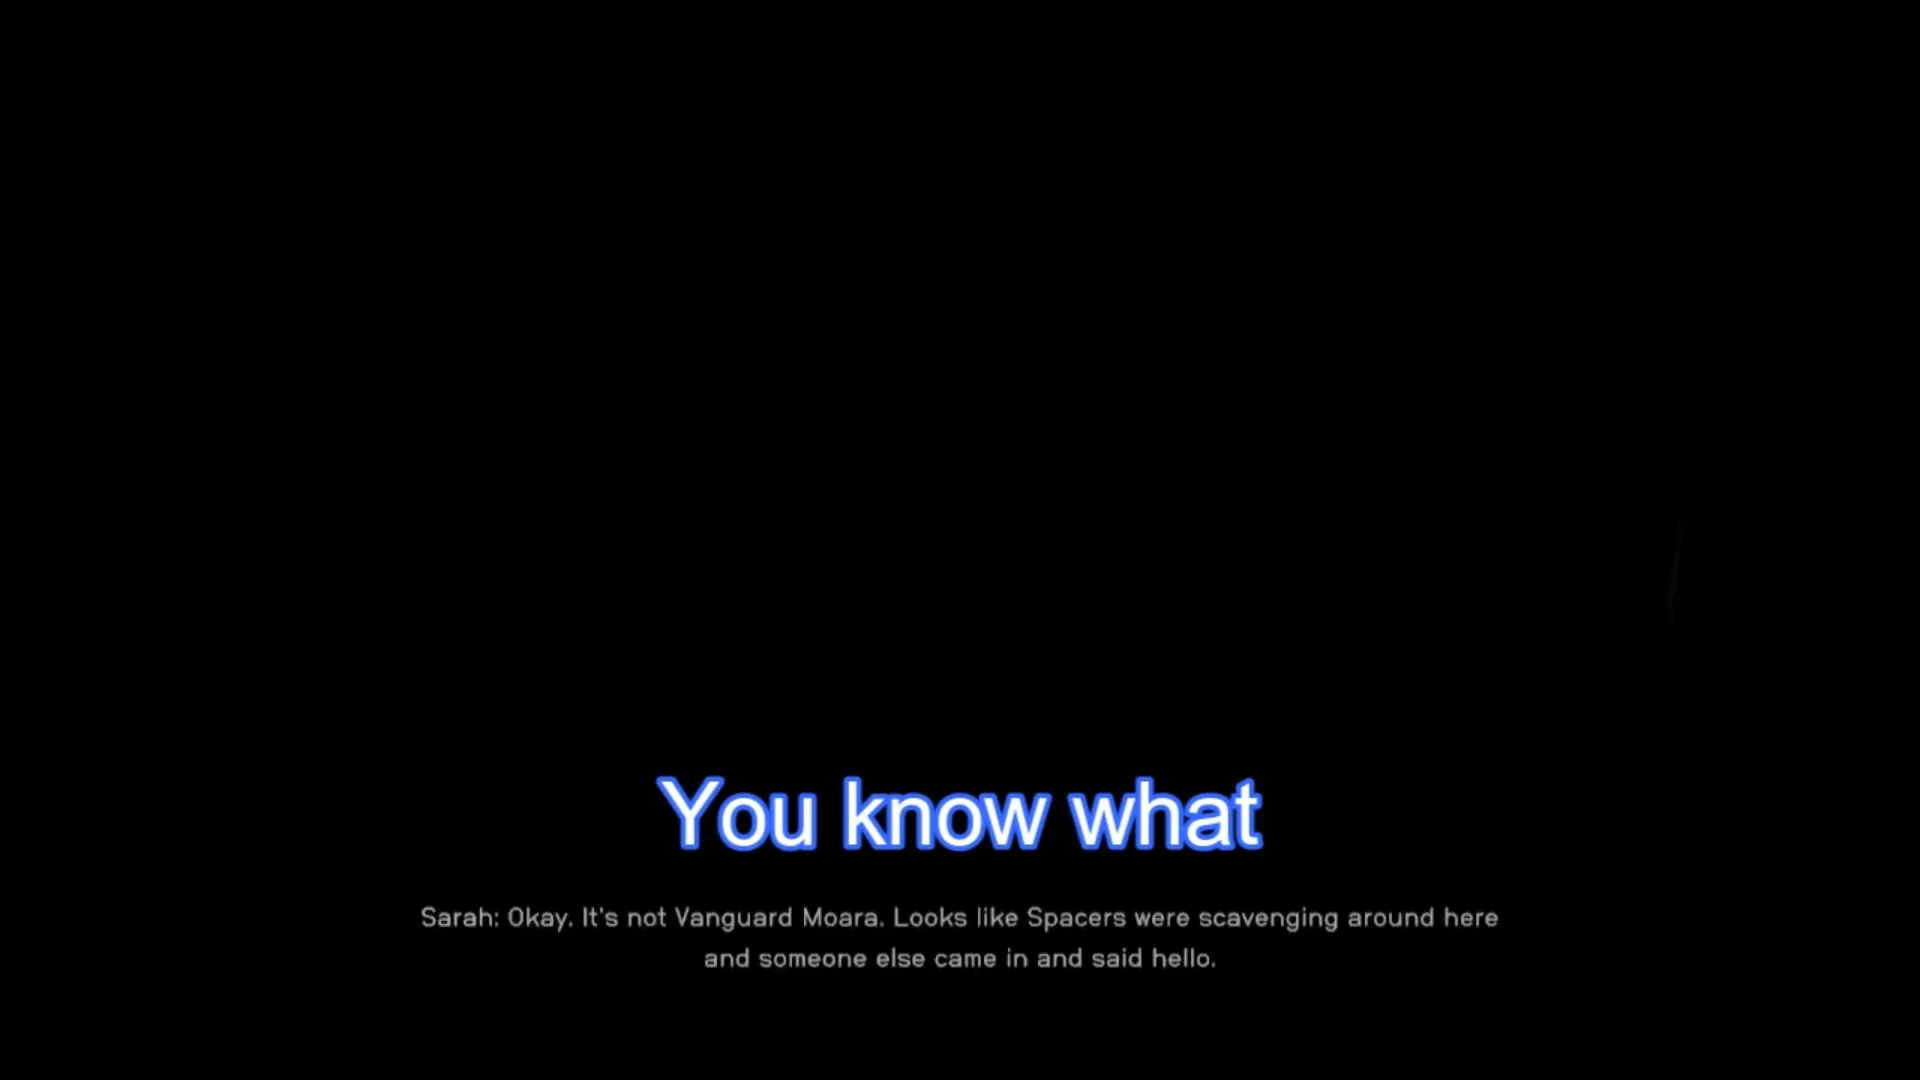 You know what
Sarah: Okay. It's not Vanguard Moara. Looks like Spacers were scavenging around here
and someone else came in and said hello.